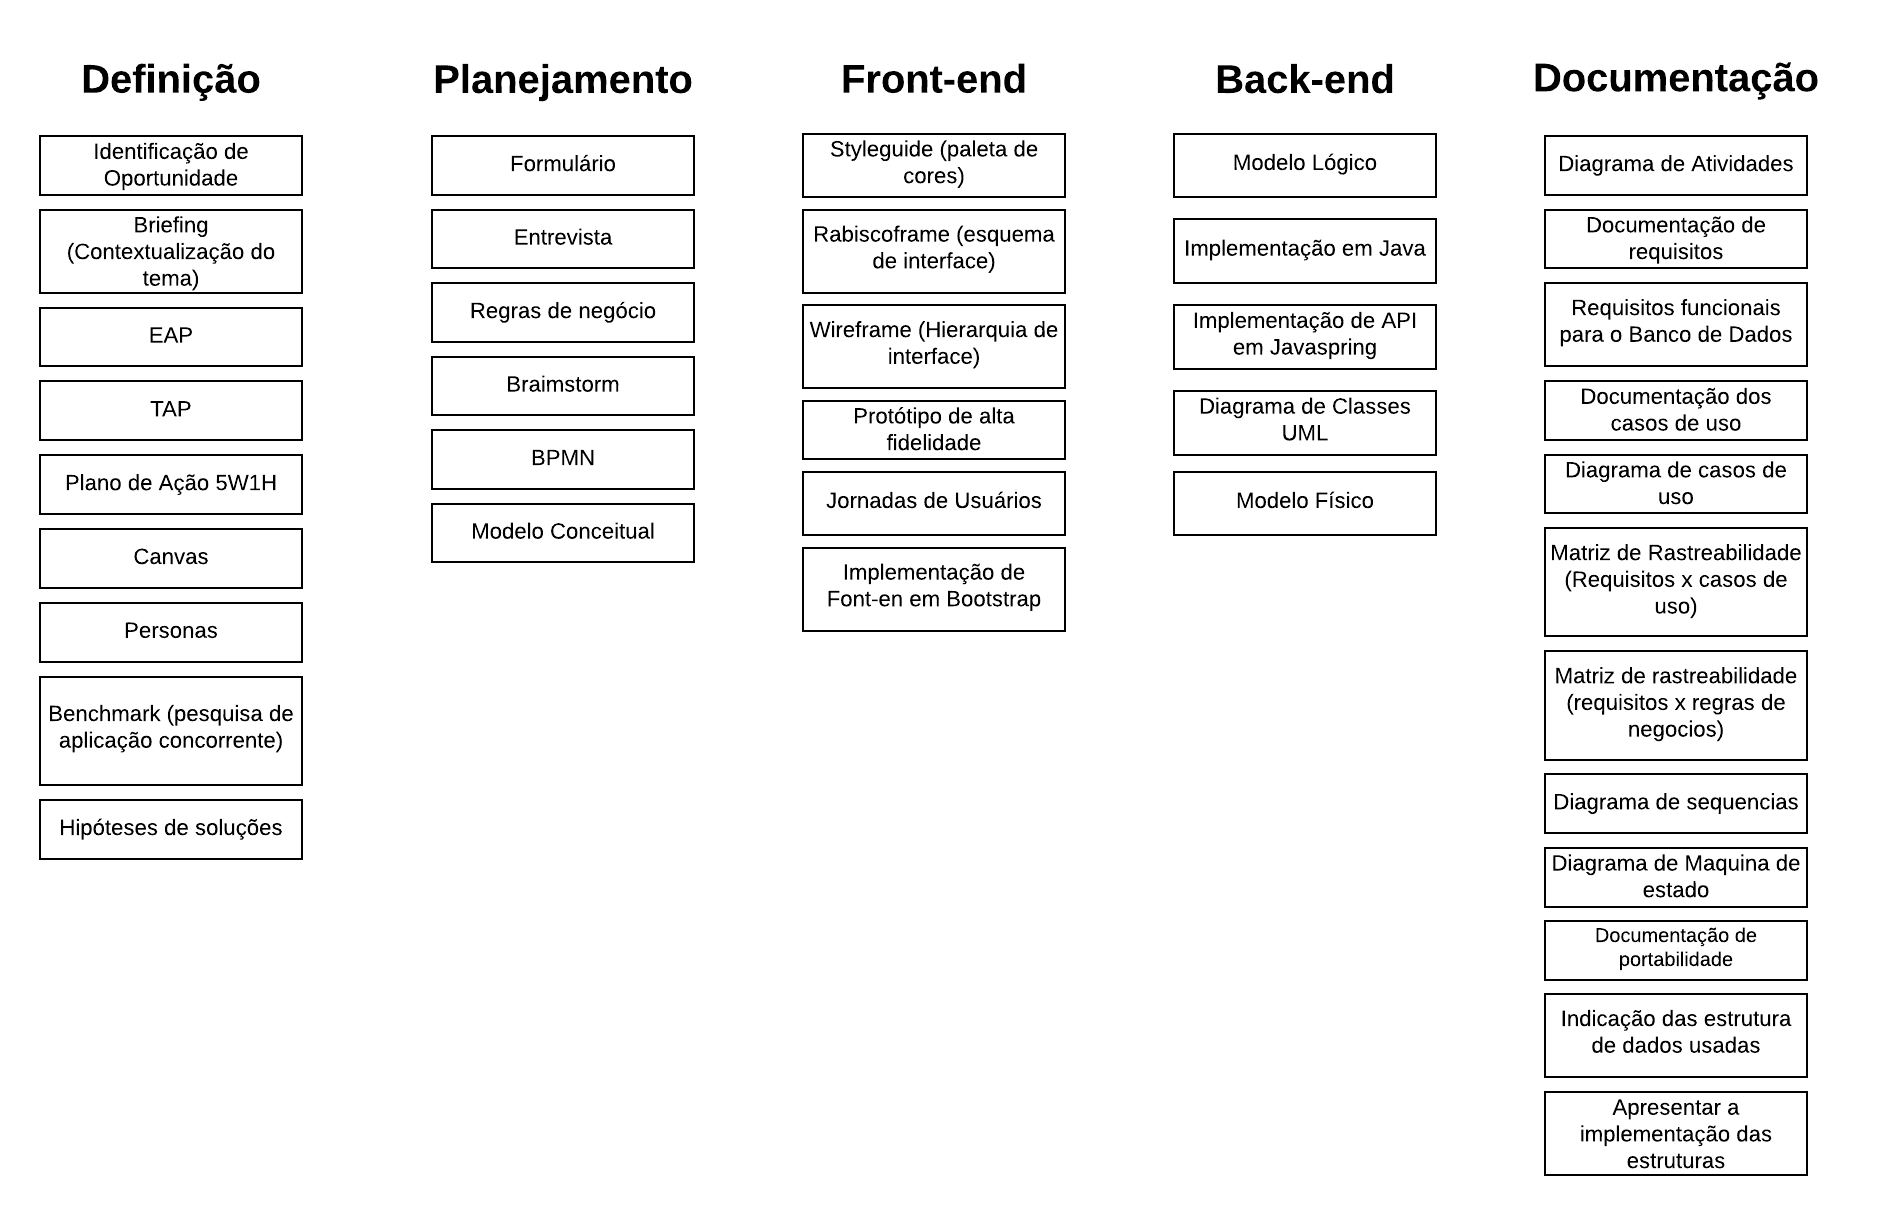 Definição
Identificação de
Oportunidade
Briefing
(Contextualização do
tema)
EAP
TAP
Plano de Ação 5W1H
Canvas
Personas
Benchmark (pesquisa de
aplicação concorrente)
Hipóteses de soluções
Planejamento
Formulário
Entrevista
Regras de negócio
Braimstorm
BPMN
Modelo Conceitual
Front-end
Styleguide (paleta de
cores)
Rabiscoframe (esquema
de interface)
Wireframe (Hierarquia de
interface)
Protótipo de alta
fidelidade
Jornadas de Usuários
Implementação de
Font-en em Bootstrap
Back-end
Modelo Lógico
Implementação em Java
Implementação de API
em Javaspring
Diagrama de Classes
UML
Modelo Físico
Documentação
Diagrama de Atividades
Documentação de
requisitos
Requisitos funcionais
para o Banco de Dados
Documentação dos
casos de uso
Diagrama de casos de
uso
Matriz de Rastreabilidade
(Requisitos x casos de
uso)
Matriz de rastreabilidade
(requisitos x regras de
negocios)
Diagrama de sequencias
Diagrama de Maquina de
estado
Documentação de
portabilidade
Indicação das estrutura
de dados usadas
Apresentar a
implementação das
estruturas